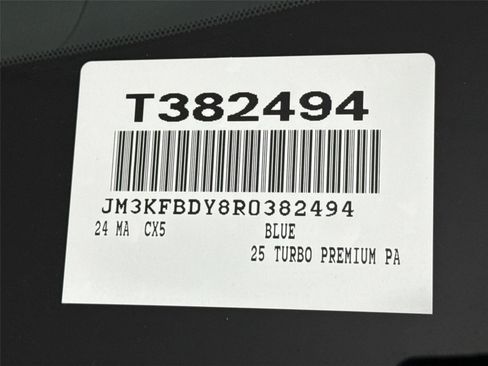 T382494
JM3KFBDY8R0382494
24 MA CX5 BLUE
25 TURBO PREMIUM PA